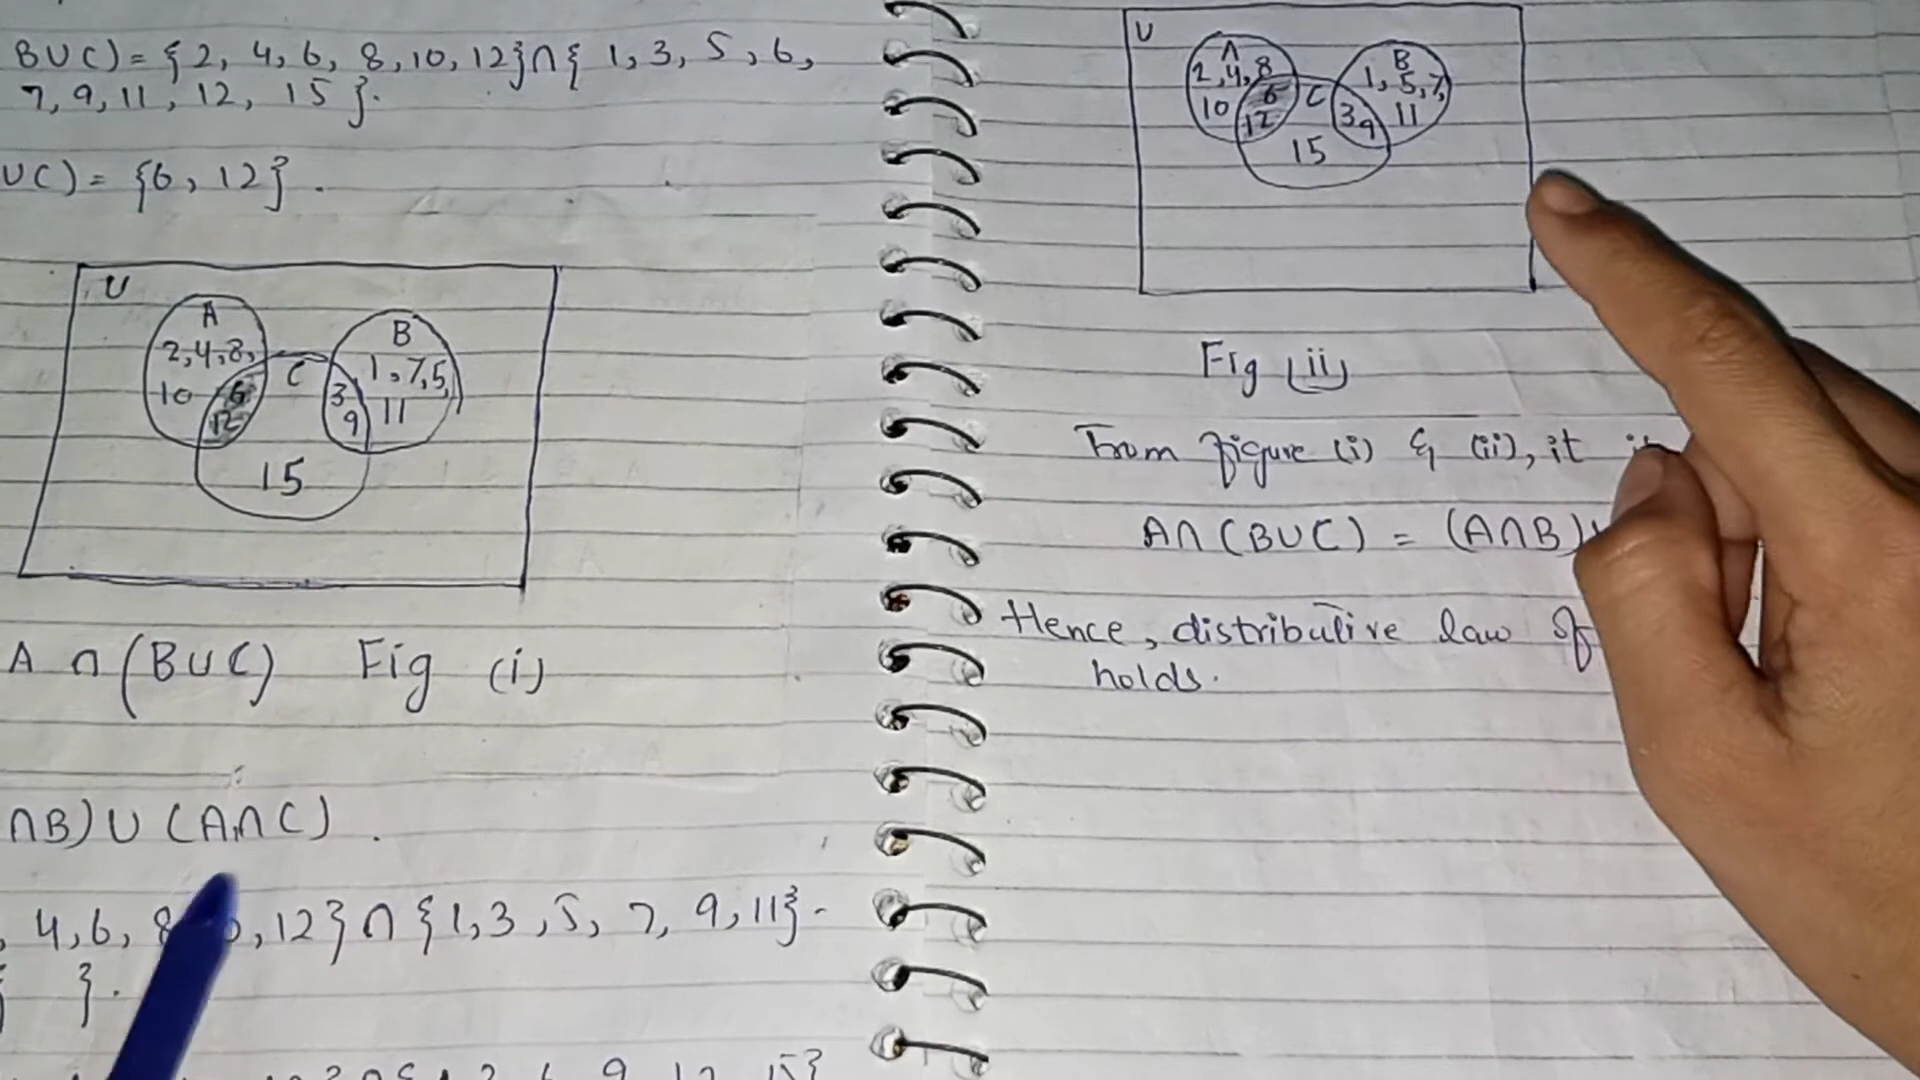 BUC) = {2, 4, 6, 8, 10, 12} ∩ { 1, 3, 5, 6,
7, 9, 11, 12, 15 }.
UC) = {6, 12} .
U
A
B
2,4,8,
C
1,7,5,
10
6
3,
11
12
9
15
A ∩ (BUC) Fig (i)
∩B) U (A∩C) .
, 4, 6, 8, 12} ∩ {1,3,5, 7, 9, 11}.
{ }.
U
A
B
2,4,8
C
1,5,7,
10
6
3,
11
12
9
15
Fig (ii)
From figure (i) & (ii), it
A∩(BUC) = (A∩B)
Hence, distributive law of
holds.